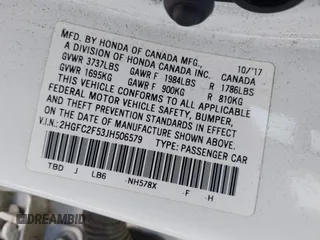 MFD. BY HONDA OF CANADA MFG.,
A DIVISION OF HONDA CANADA INC. CANADA 10/'17
GVWR 3737LBS GAWR F 1984LBS R 1786LBS
GVWR 1695KG GAWR F 900KG R 810KG
THIS VEHICLE CONFORMS TO ALL APPLICABLE
FEDERAL MOTOR VEHICLE SAFETY, BUMPER,
AND THEFT PREVENTION STANDARDS IN EFFECT
ON THE DATE OF MANUFACTURE SHOWN ABOVE.
V.I.N.: 2HGFC2F53JH506579 TYPE: PASSENGER CAR
TBD J LB6 NH578X F H
DREAMBID